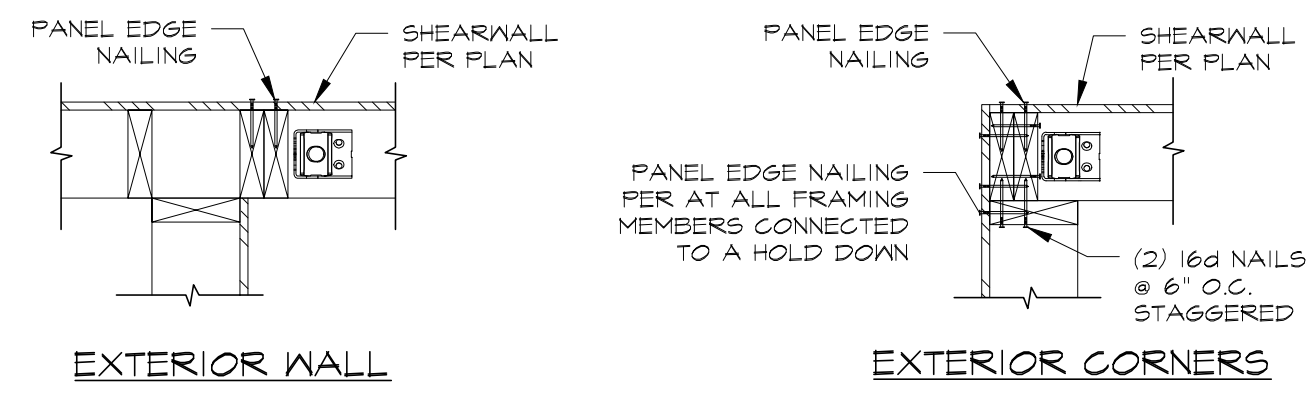 PANEL EDGE
NAILING
SHEARWALL
PER PLAN
EXTERIOR WALL
PANEL EDGE
NAILING
SHEARWALL
PER PLAN
PANEL EDGE NAILING
PER AT ALL FRAMING
MEMBERS CONNECTED
TO A HOLD DOWN
(2) 16d NAILS
@ 6" O.C.
STAGGERED
EXTERIOR CORNERS